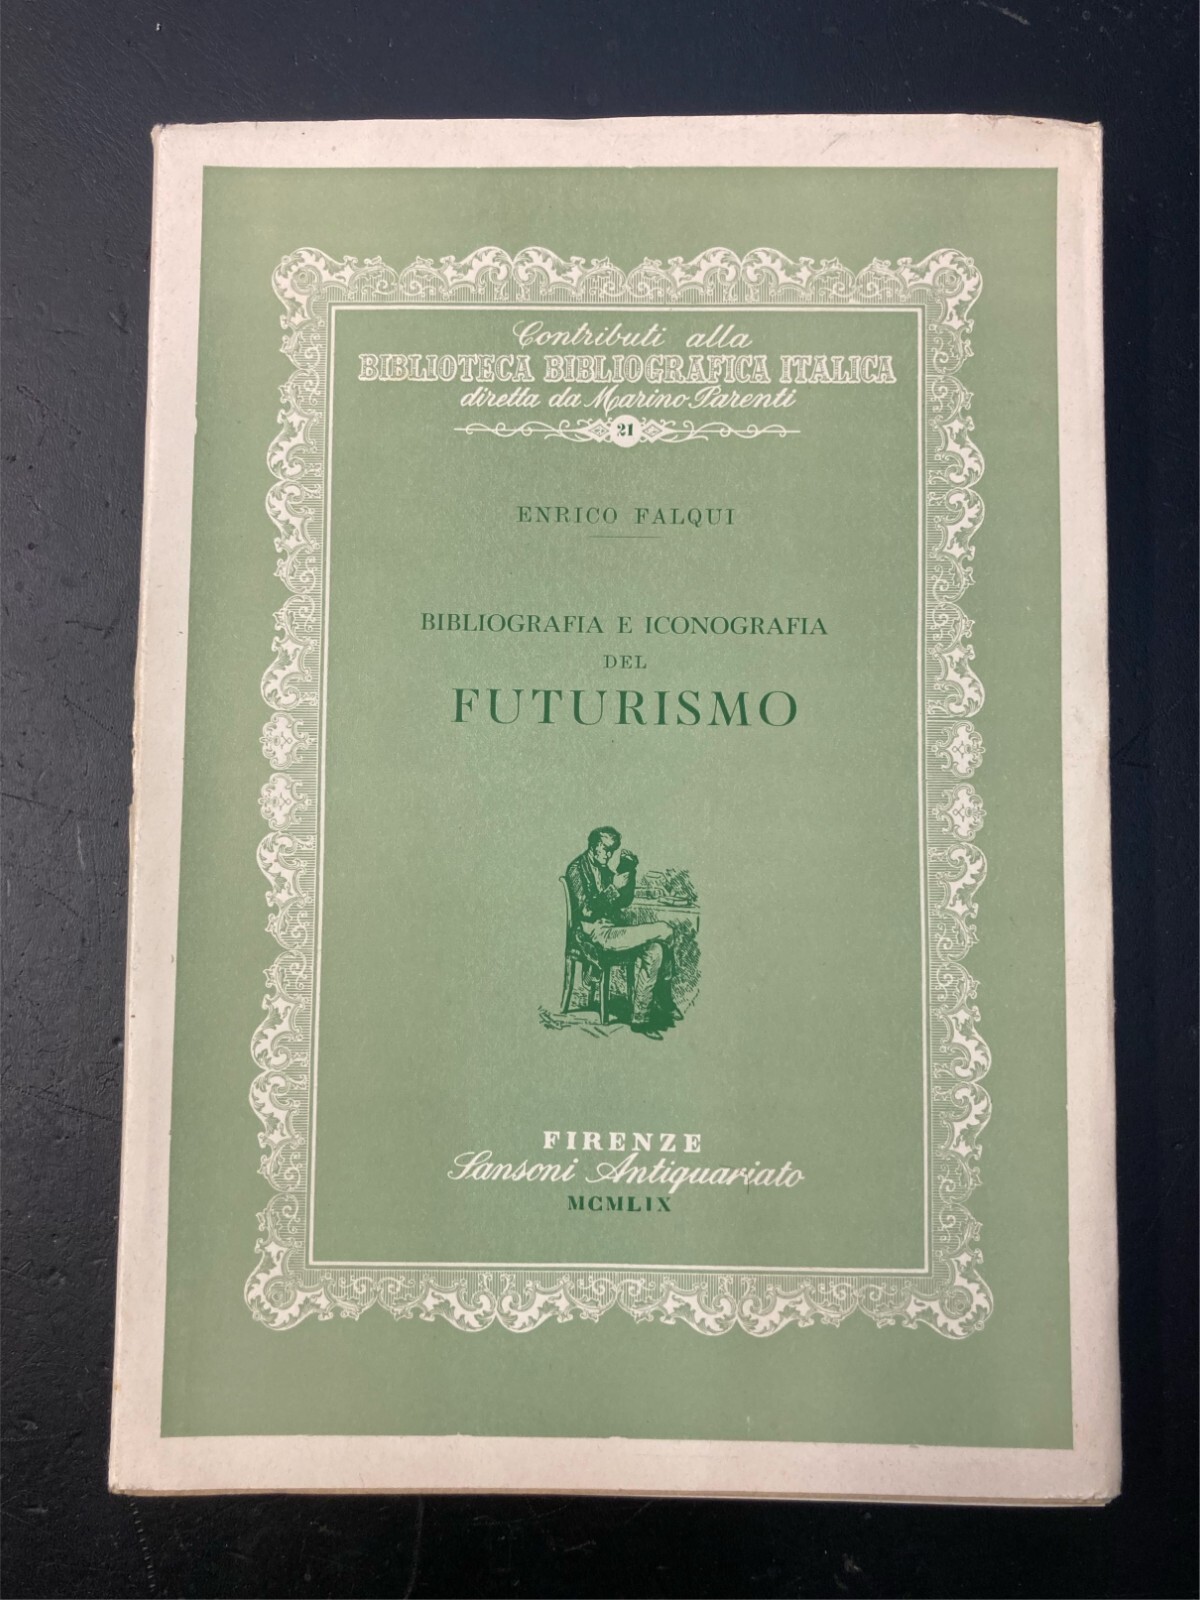 Contributi alla
BIBLIOTECA BIBLIOGRAFICA ITALICA
diretta da Marino Parenti
21
ENRICO FALQUI
BIBLIOGRAFIA E ICONOGRAFIA
DEL
FUTURISMO
FIRENZE
Sansoni Antiquariato
MCMLIX